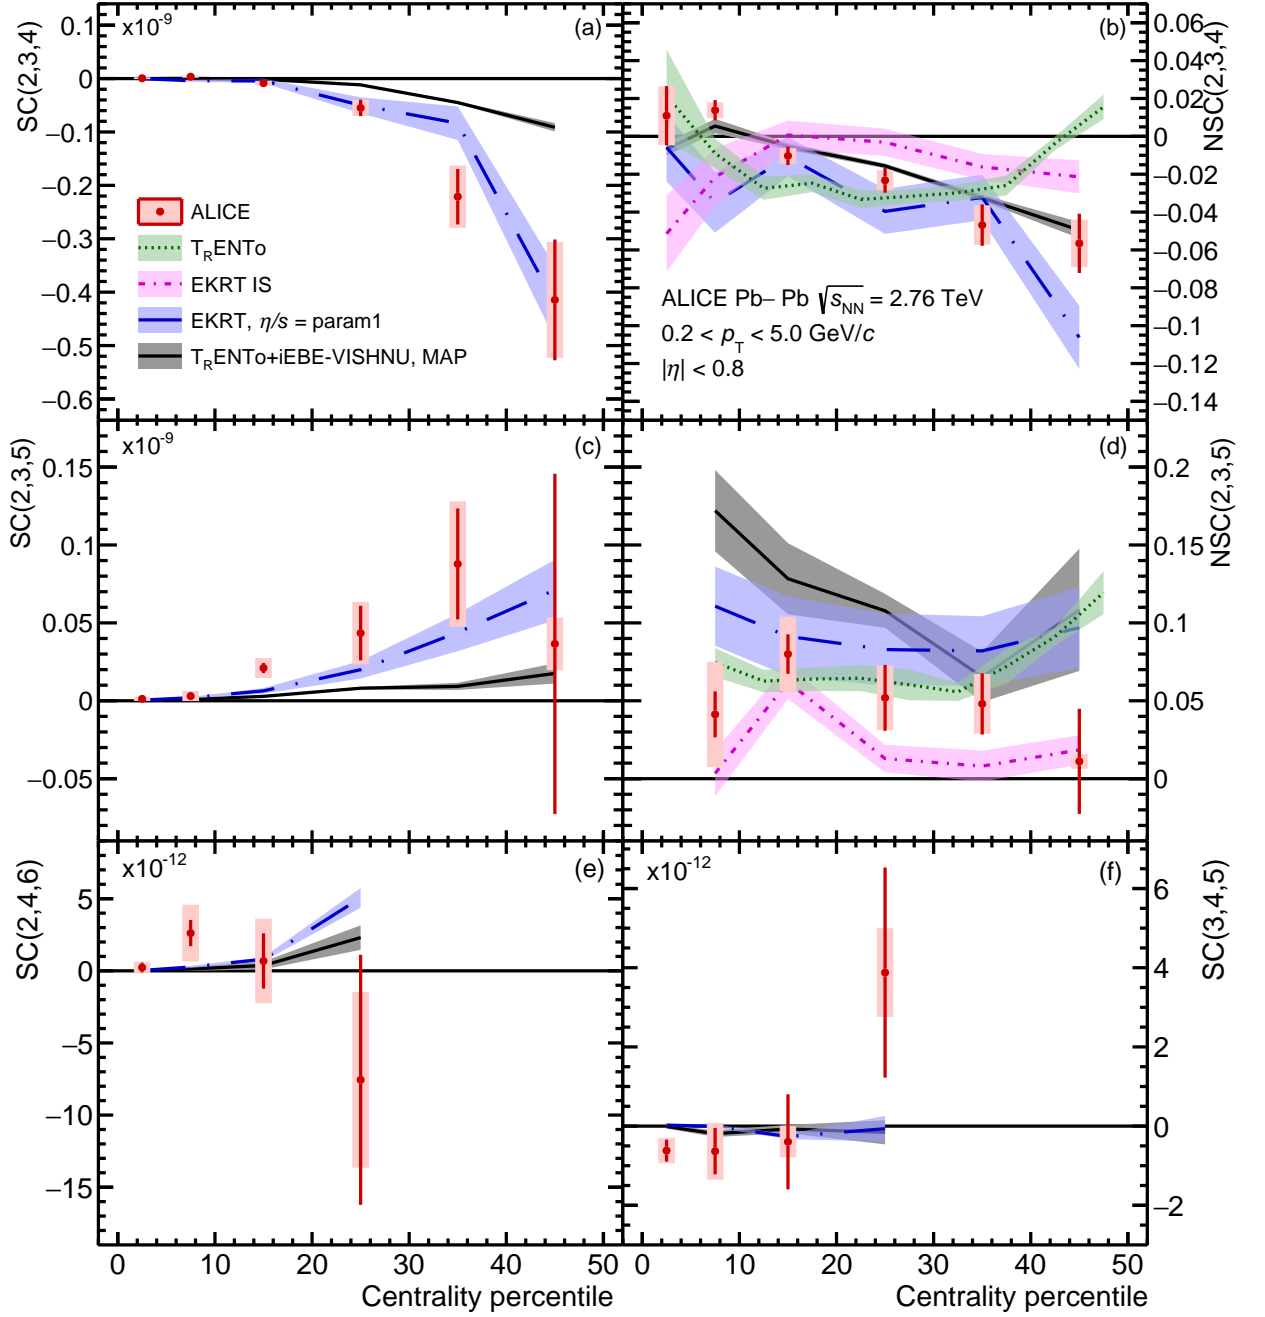 x10-9
(a)
SC(2,3,4)
0.1
0
−0.1
−0.2
−0.3
−0.4
−0.5
−0.6
ALICE
TRENTo
EKRT IS
EKRT, η/s = param1
TRENTo+iEBE-VISHNU, MAP
(b)
NSC(2,3,4)
0.06
0.04
0.02
0
−0.02
−0.04
−0.06
−0.08
−0.1
−0.12
−0.14
ALICE Pb– Pb √sNN = 2.76 TeV
0.2 < pT < 5.0 GeV/c
|η| < 0.8
x10-9
(c)
SC(2,3,5)
0.15
0.1
0.05
0
−0.05
(d)
NSC(2,3,5)
0.2
0.15
0.1
0.05
0
x10-12
(e)
SC(2,4,6)
5
0
−5
−10
−15
0 10 20 30 40 50
Centrality percentile
x10-12
(f)
SC(3,4,5)
6
4
2
0
−2
0 10 20 30 40 50
Centrality percentile